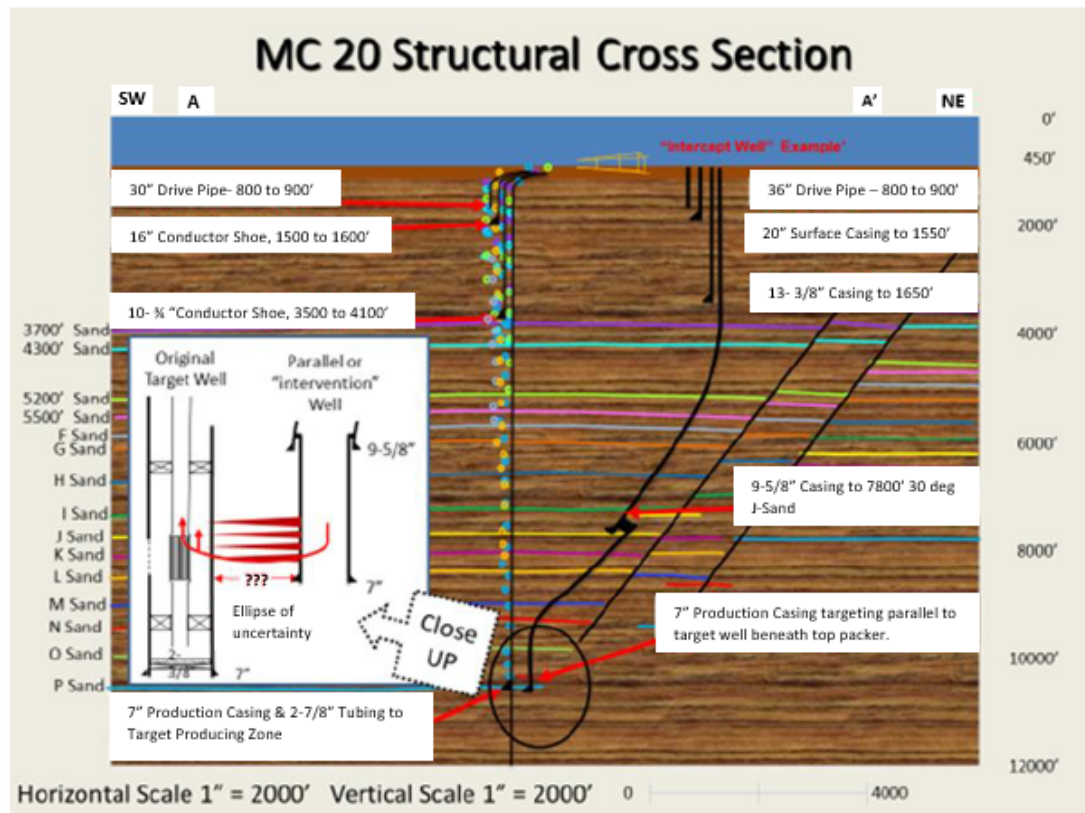 MC 20 Structural Cross Section
SW
A
A'
NE
0'
"Intercept Well" Example'
450'
30" Drive Pipe- 800 to 900'
36" Drive Pipe – 800 to 900'
2000'
16" Conductor Shoe, 1500 to 1600'
20" Surface Casing to 1550'
13- 3/8" Casing to 1650'
10- ¾ "Conductor Shoe, 3500 to 4100'
3700' Sand
4000'
4300' Sand
Original
Target Well
Parallel or
"intervention"
Well
5200' Sand
5500' Sand
F Sand
G Sand
9-5/8"
6000'
H Sand
9-5/8" Casing to 7800' 30 deg
J-Sand
I Sand
J Sand
K Sand
8000'
L Sand
???
7"
M Sand
Ellipse of
uncertainty
Close
UP
7" Production Casing targeting parallel to
target well beneath top packer.
N Sand
O Sand
2-
3/8"
7"
10000'
P Sand
7" Production Casing & 2-7/8" Tubing to
Target Producing Zone
12000'
Horizontal Scale 1" = 2000' Vertical Scale 1" = 2000'
0
4000